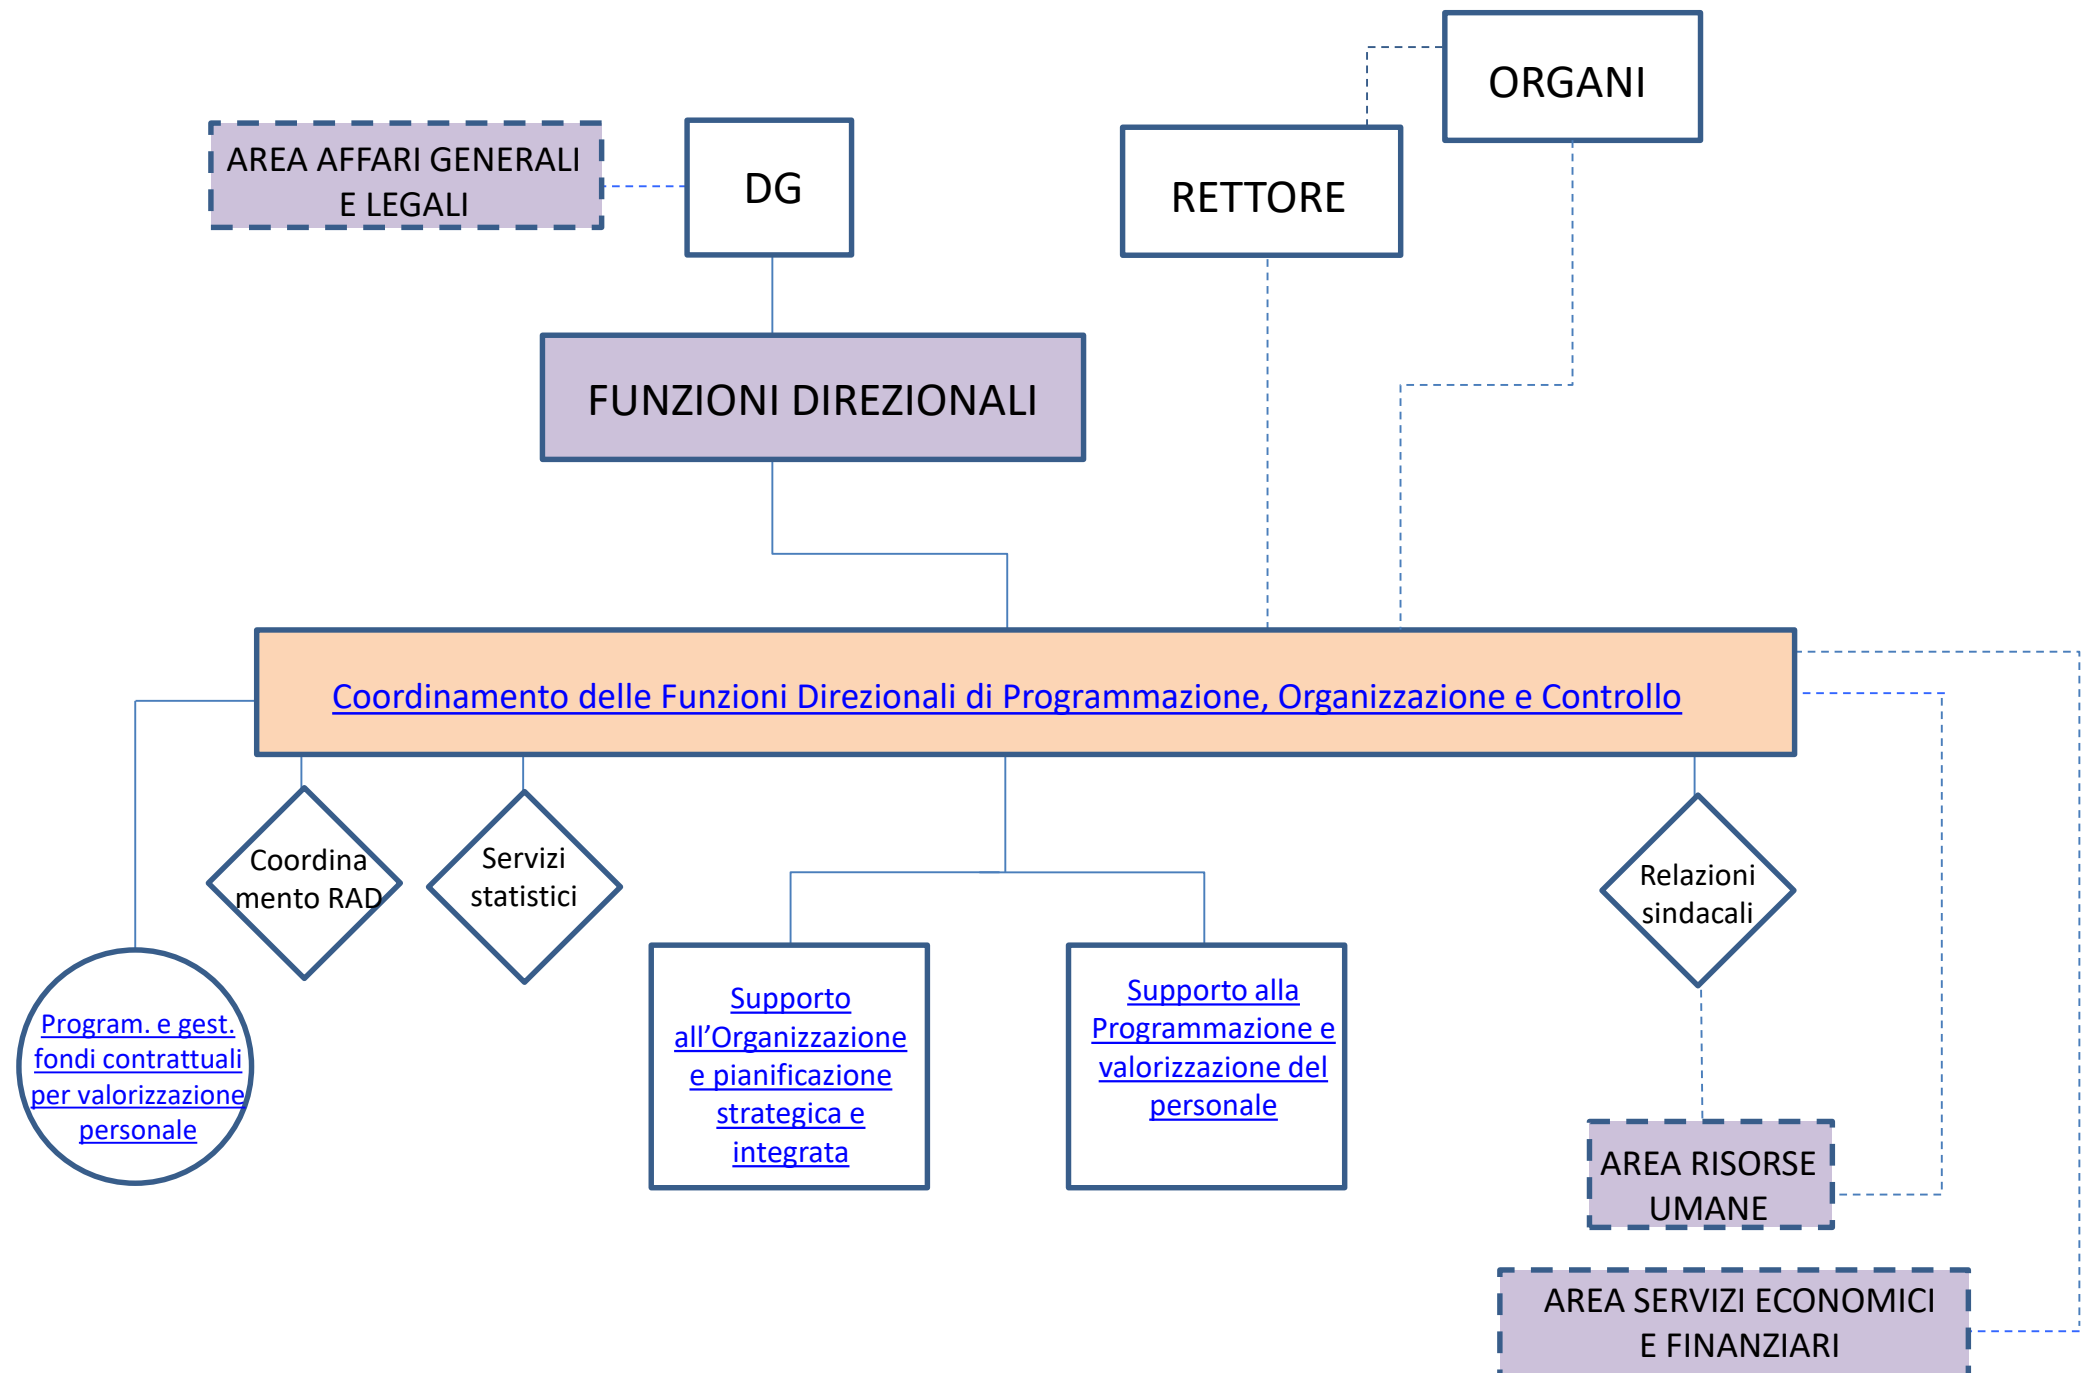 ORGANI
AREA AFFARI GENERALI
E LEGALI
DG
RETTORE
FUNZIONI DIREZIONALI
Coordinamento delle Funzioni Direzionali di Programmazione, Organizzazione e Controllo
Coordina
mento RAD
Servizi
statistici
Relazioni
sindacali
Program. e gest.
fondi contrattuali
per valorizzazione
personale
Supporto
all’Organizzazione
e pianificazione
strategica e
integrata
Supporto alla
Programmazione e
valorizzazione del
personale
AREA RISORSE
UMANE
AREA SERVIZI ECONOMICI
E FINANZIARI